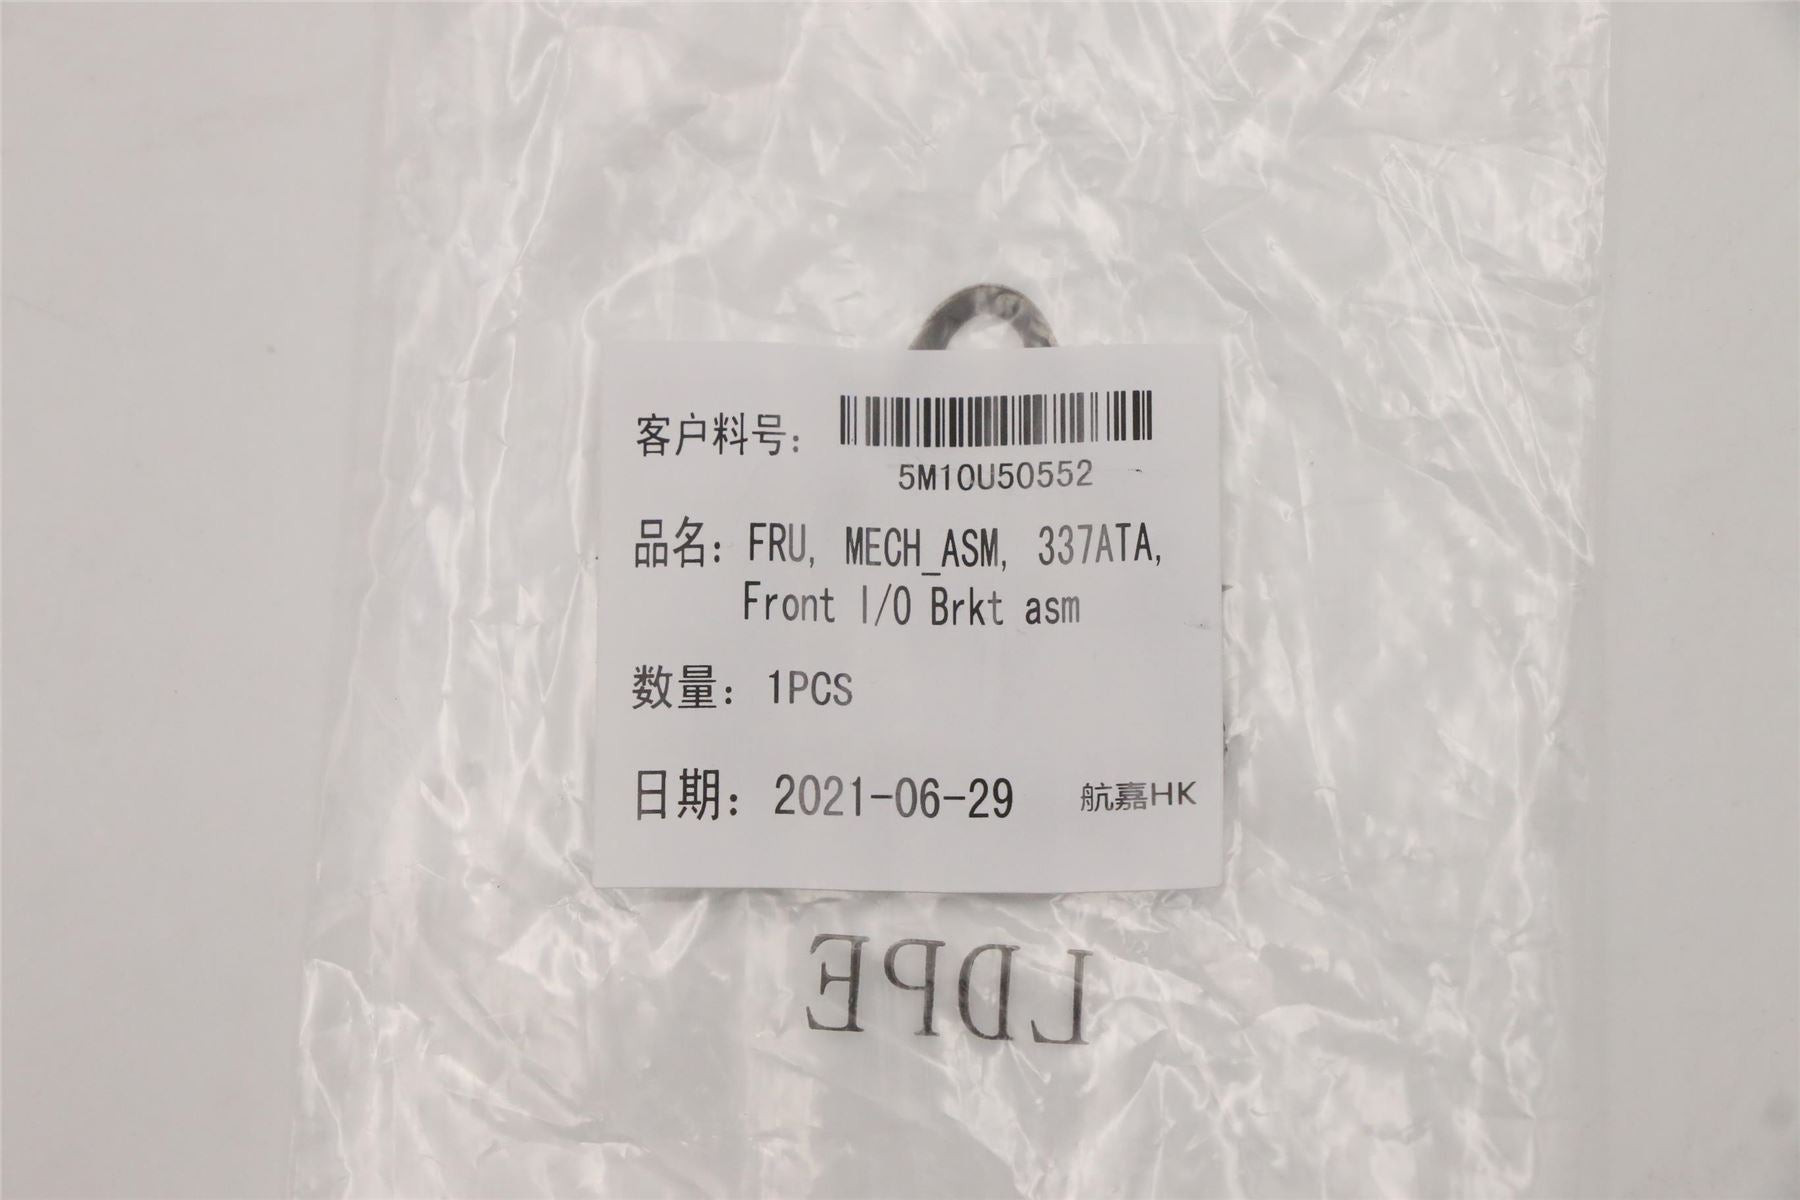 客户料号：
5M10U50552
品名：FRU, MECH_ASM, 337ATA,
Front I/O Brkt asm
数量：1PCS
日期：2021-06-29 航嘉HK
LDPE